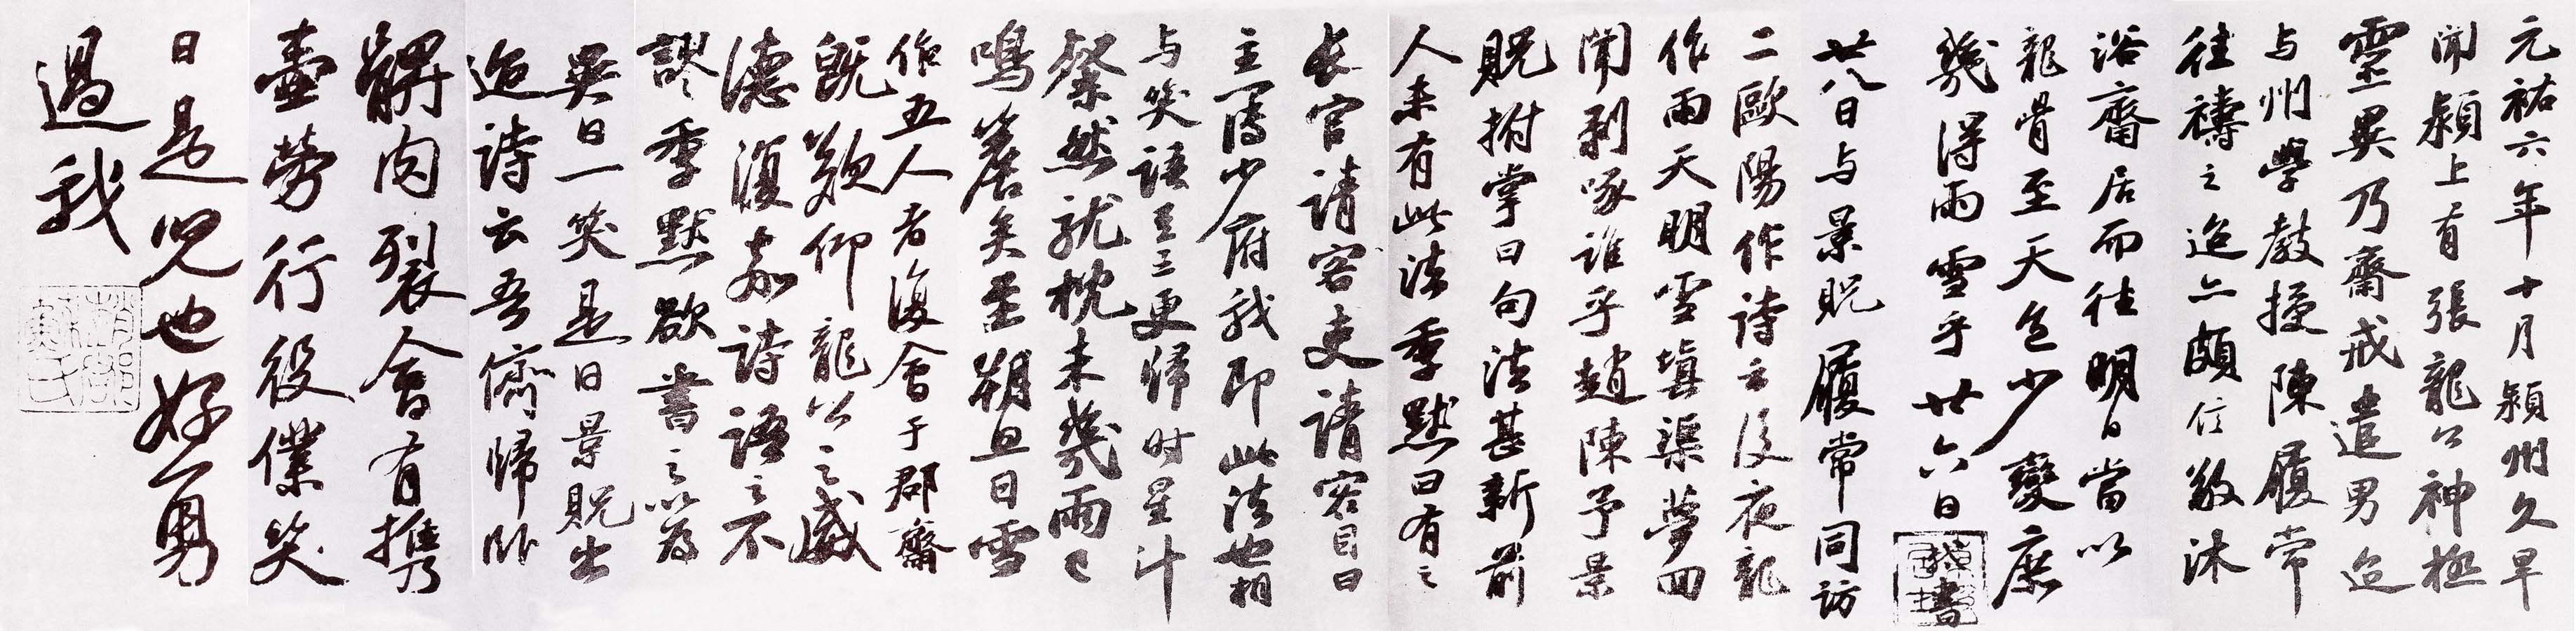 元祐六年十月潁州久旱
聞潁上有張龍公神極
靈異乃齋戒遣男迨
与州學教授陳履常
往禱之迨亦頗信敬沐
浴齋居而往明日當以
龍骨至天色少變庶
幾得雨雪乎廿六日軾書
廿八日与景貺履常同訪
二歐陽作詩云後夜龍
作雨天明雪填渠夢回
聞剥啄誰乎趙陳予景
貺拊掌曰句法甚新前
人未有此法季默曰有之
長官請客吏請客目曰
主簿少府我即此法也相
与笑語至三更歸時星斗
粲然就枕未幾雨已
鳴簷矣至朔旦日雪
作五人者復會于郡齋
既歎仰龍公之威
德復嘉詩語之不
謬季默欲書之以為
異日一笑是日景貺出
迨詩云吾儕歸卧
髀肉裂會有攜
壺勞行役僕笑
曰是児也好勇
過我